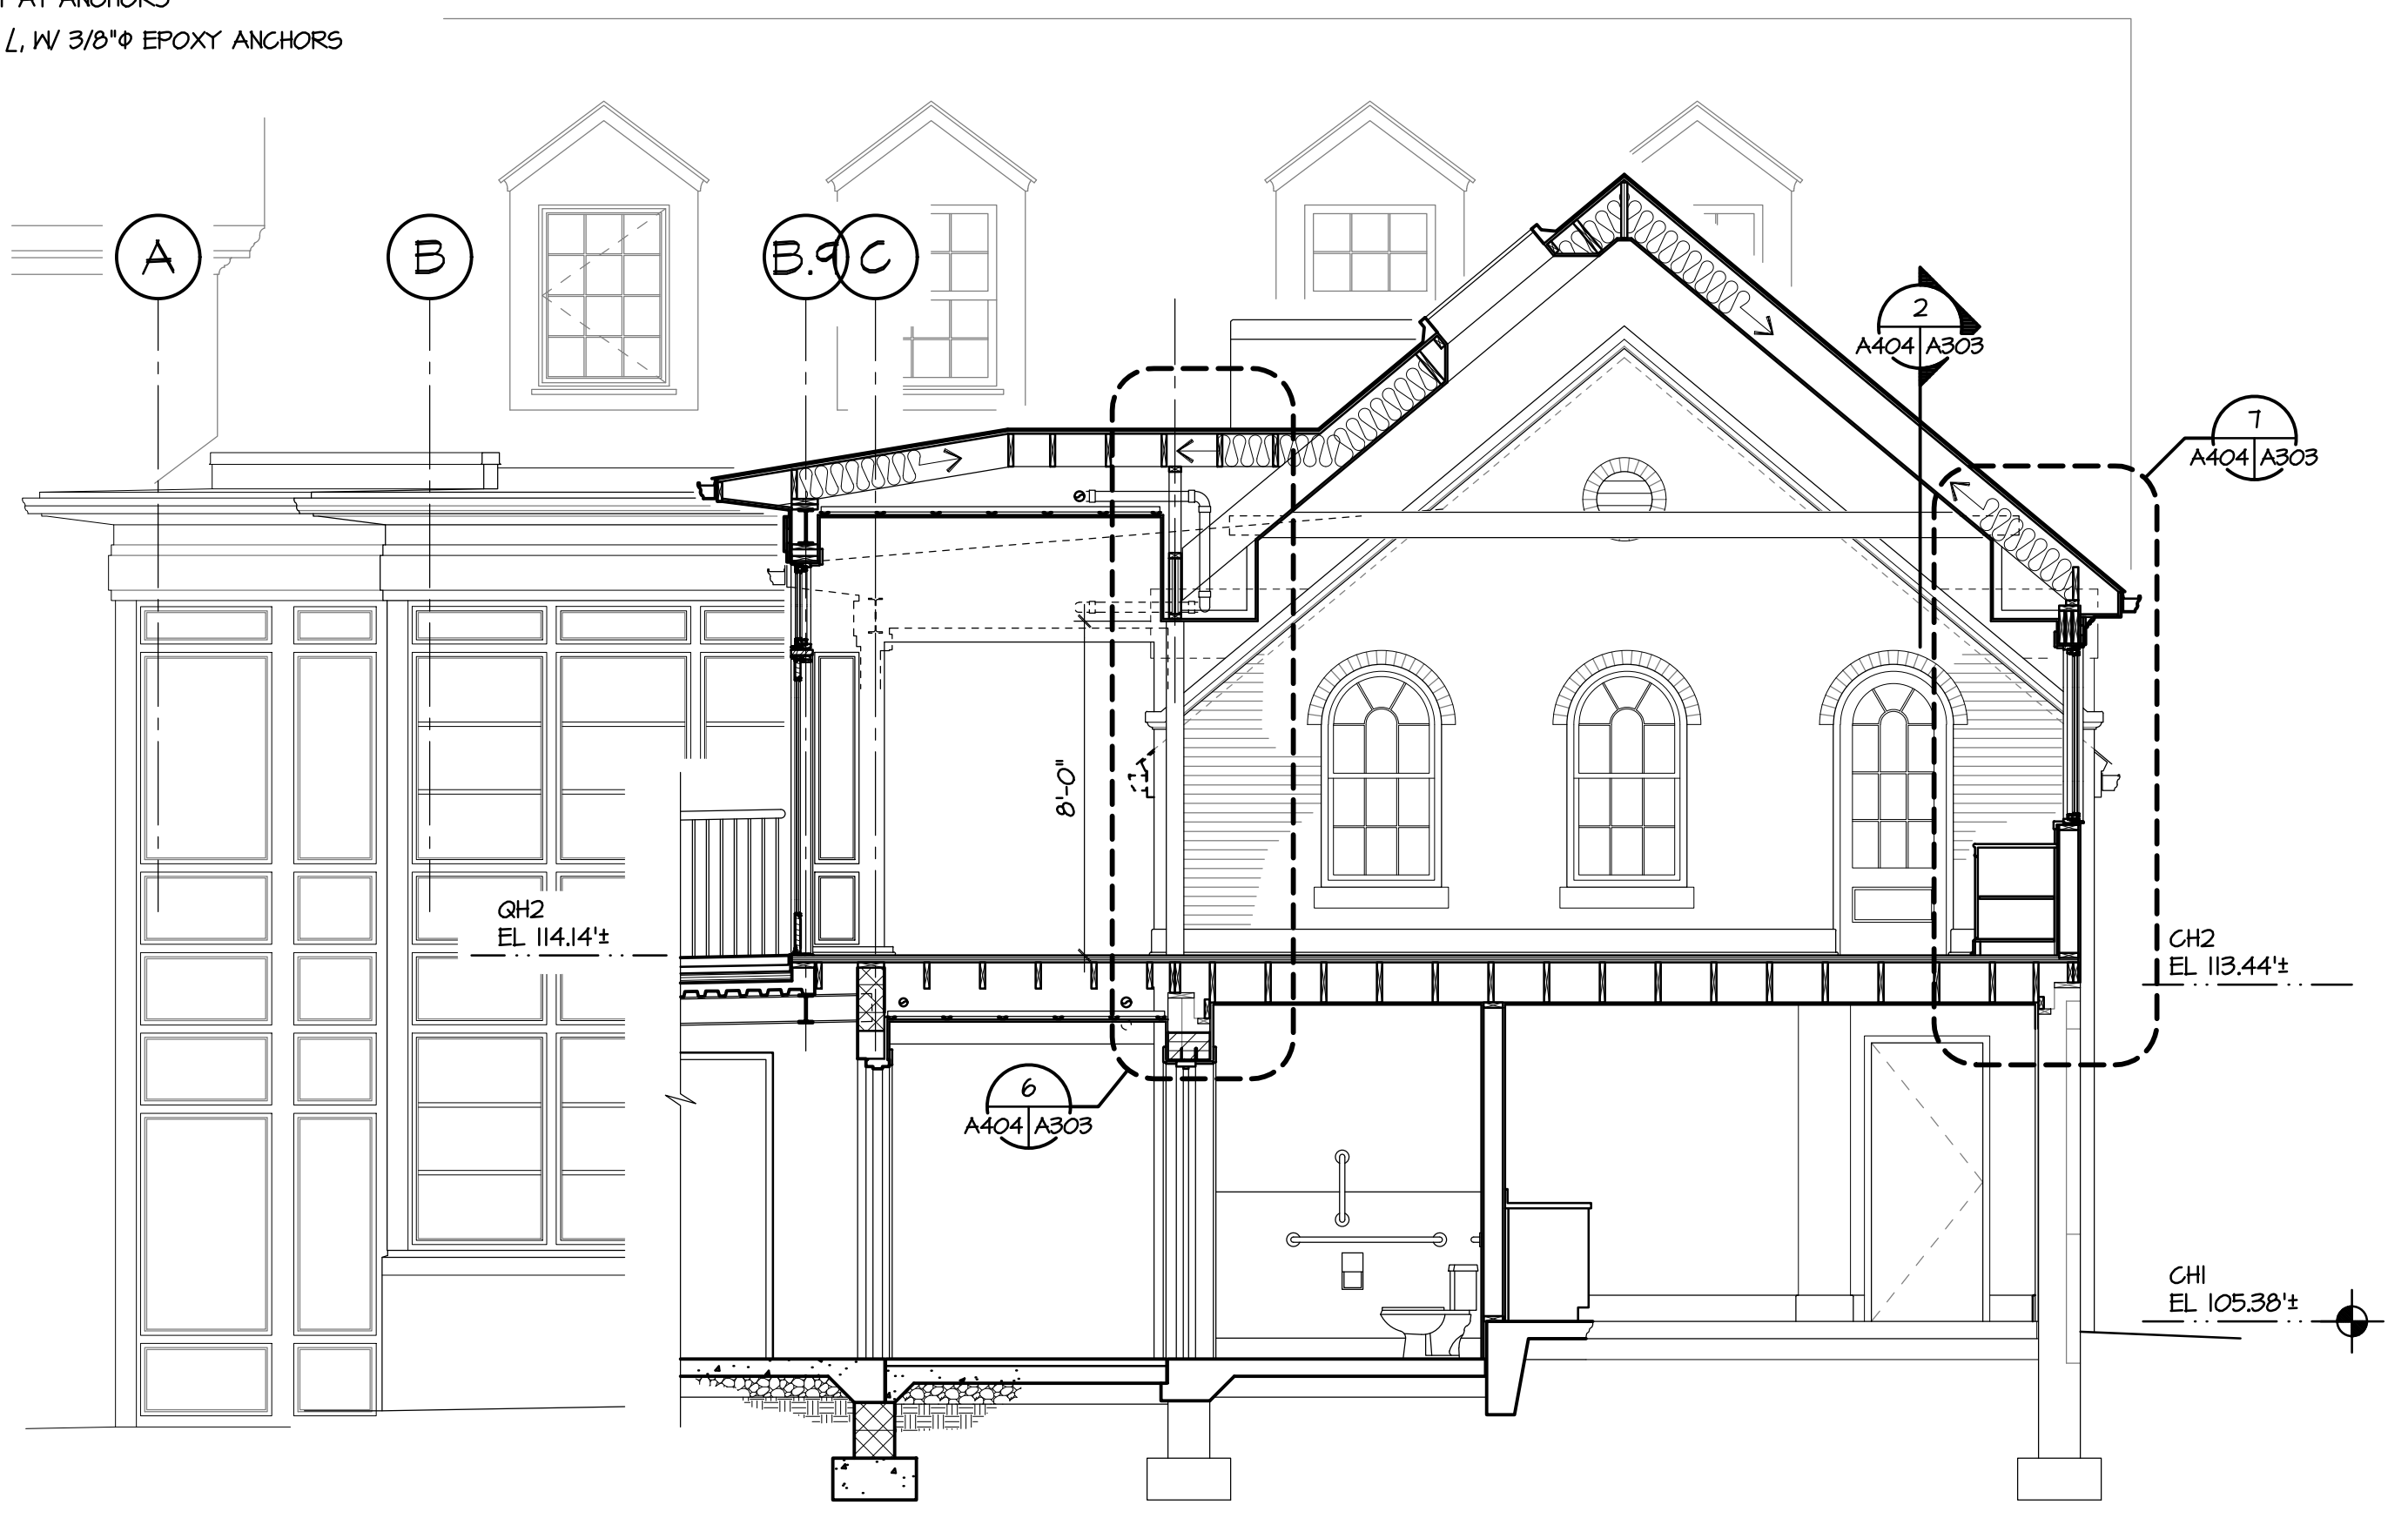 L, W/ 3/8"Φ EPOXY ANCHORS
A
B
B.9
C
2
A404 A303
7
A404 A303
8'-0"
QH2
EL 114.14'±
CH2
EL 113.44'±
6
A404 A303
CH1
EL 105.38'±